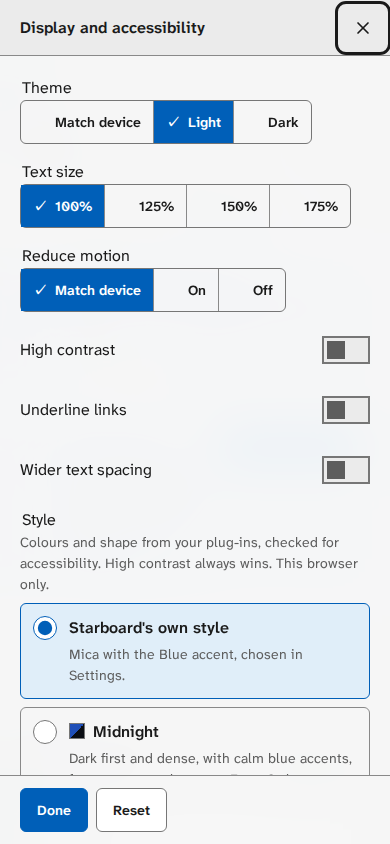 Display and accessibility
Theme
Match device
✓ Light
Dark
Text size
✓ 100%
125%
150%
175%
Reduce motion
✓ Match device
On
Off
High contrast
Underline links
Wider text spacing
Style
Colours and shape from your plug-ins, checked for
accessibility. High contrast always wins. This browser
only.
Starboard's own style
Mica with the Blue accent, chosen in
Settings.
Midnight
Dark first and dense, with calm blue accents,
Done
Reset